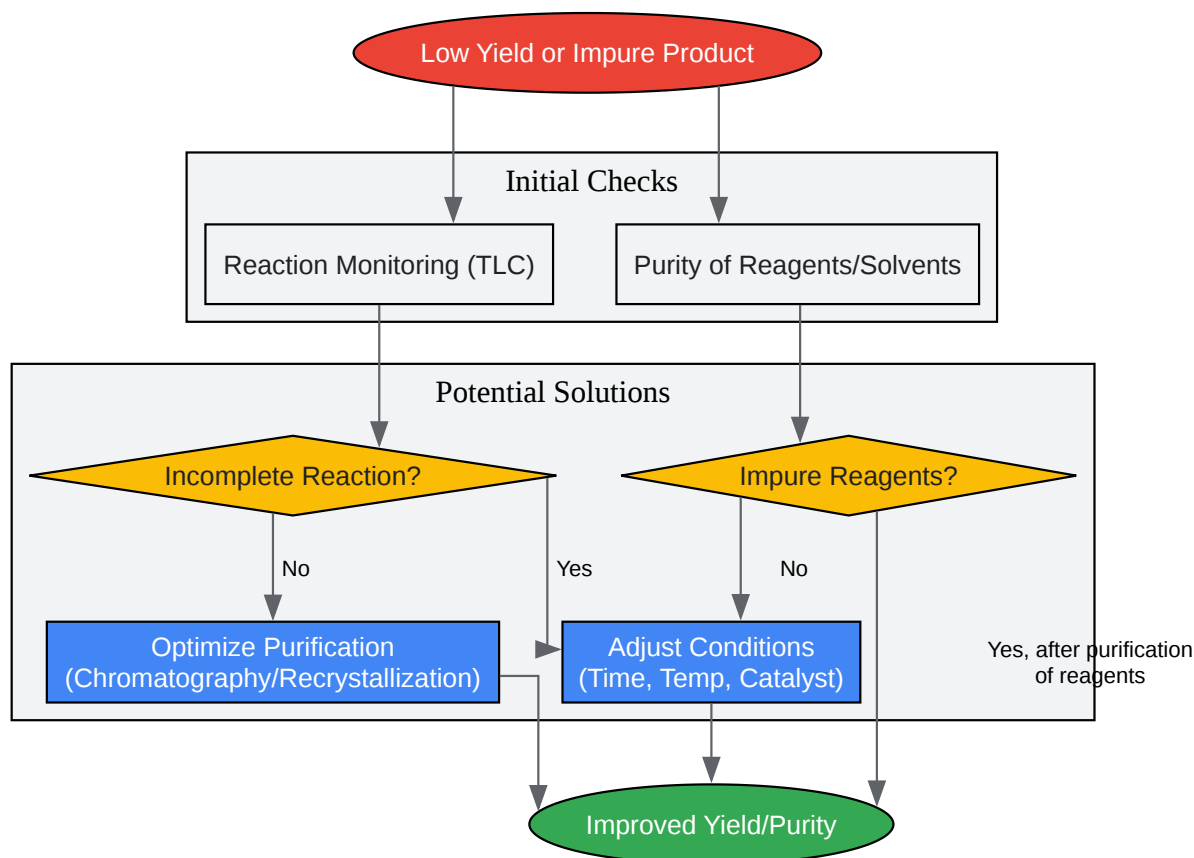 Low Yield or Impure Product
Initial Checks
Reaction Monitoring (TLC)
Purity of Reagents/Solvents
Potential Solutions
Incomplete Reaction?
Impure Reagents?
No
Yes
No
Yes, after purification
of reagents
Optimize Purification
(Chromatography/Recrystallization)
Adjust Conditions
(Time, Temp, Catalyst)
Improved Yield/Purity